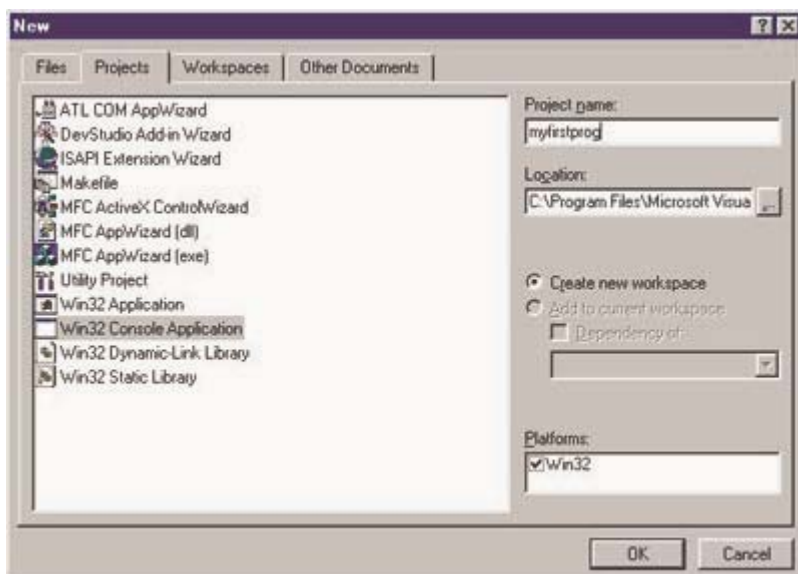 New
Files
Projects
Workspaces
Other Documents
ATL COM AppWizard
DevStudio Add-in Wizard
ISAPI Extension Wizard
Makefile
MFC ActiveX ControlWizard
MFC AppWizard (dll)
MFC AppWizard (exe)
Utility Project
Win32 Application
Win32 Console Application
Win32 Dynamic-Link Library
Win32 Static Library
Project name:
myfirstprog
Location:
C:\Program Files\Microsoft Visua
...
Create new workspace
Add to current workspace
Dependency of:
Platforms:
Win32
OK
Cancel